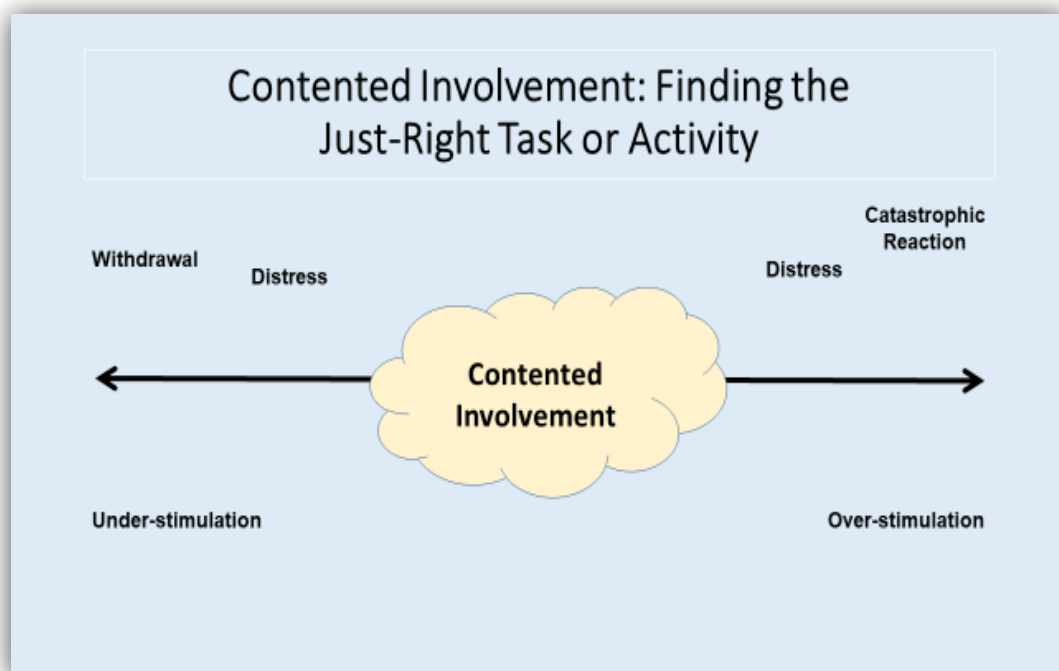 Contented Involvement: Finding the
Just-Right Task or Activity
Catastrophic
Reaction
Withdrawal
Distress
Distress
Contented
Involvement
Under-stimulation
Over-stimulation